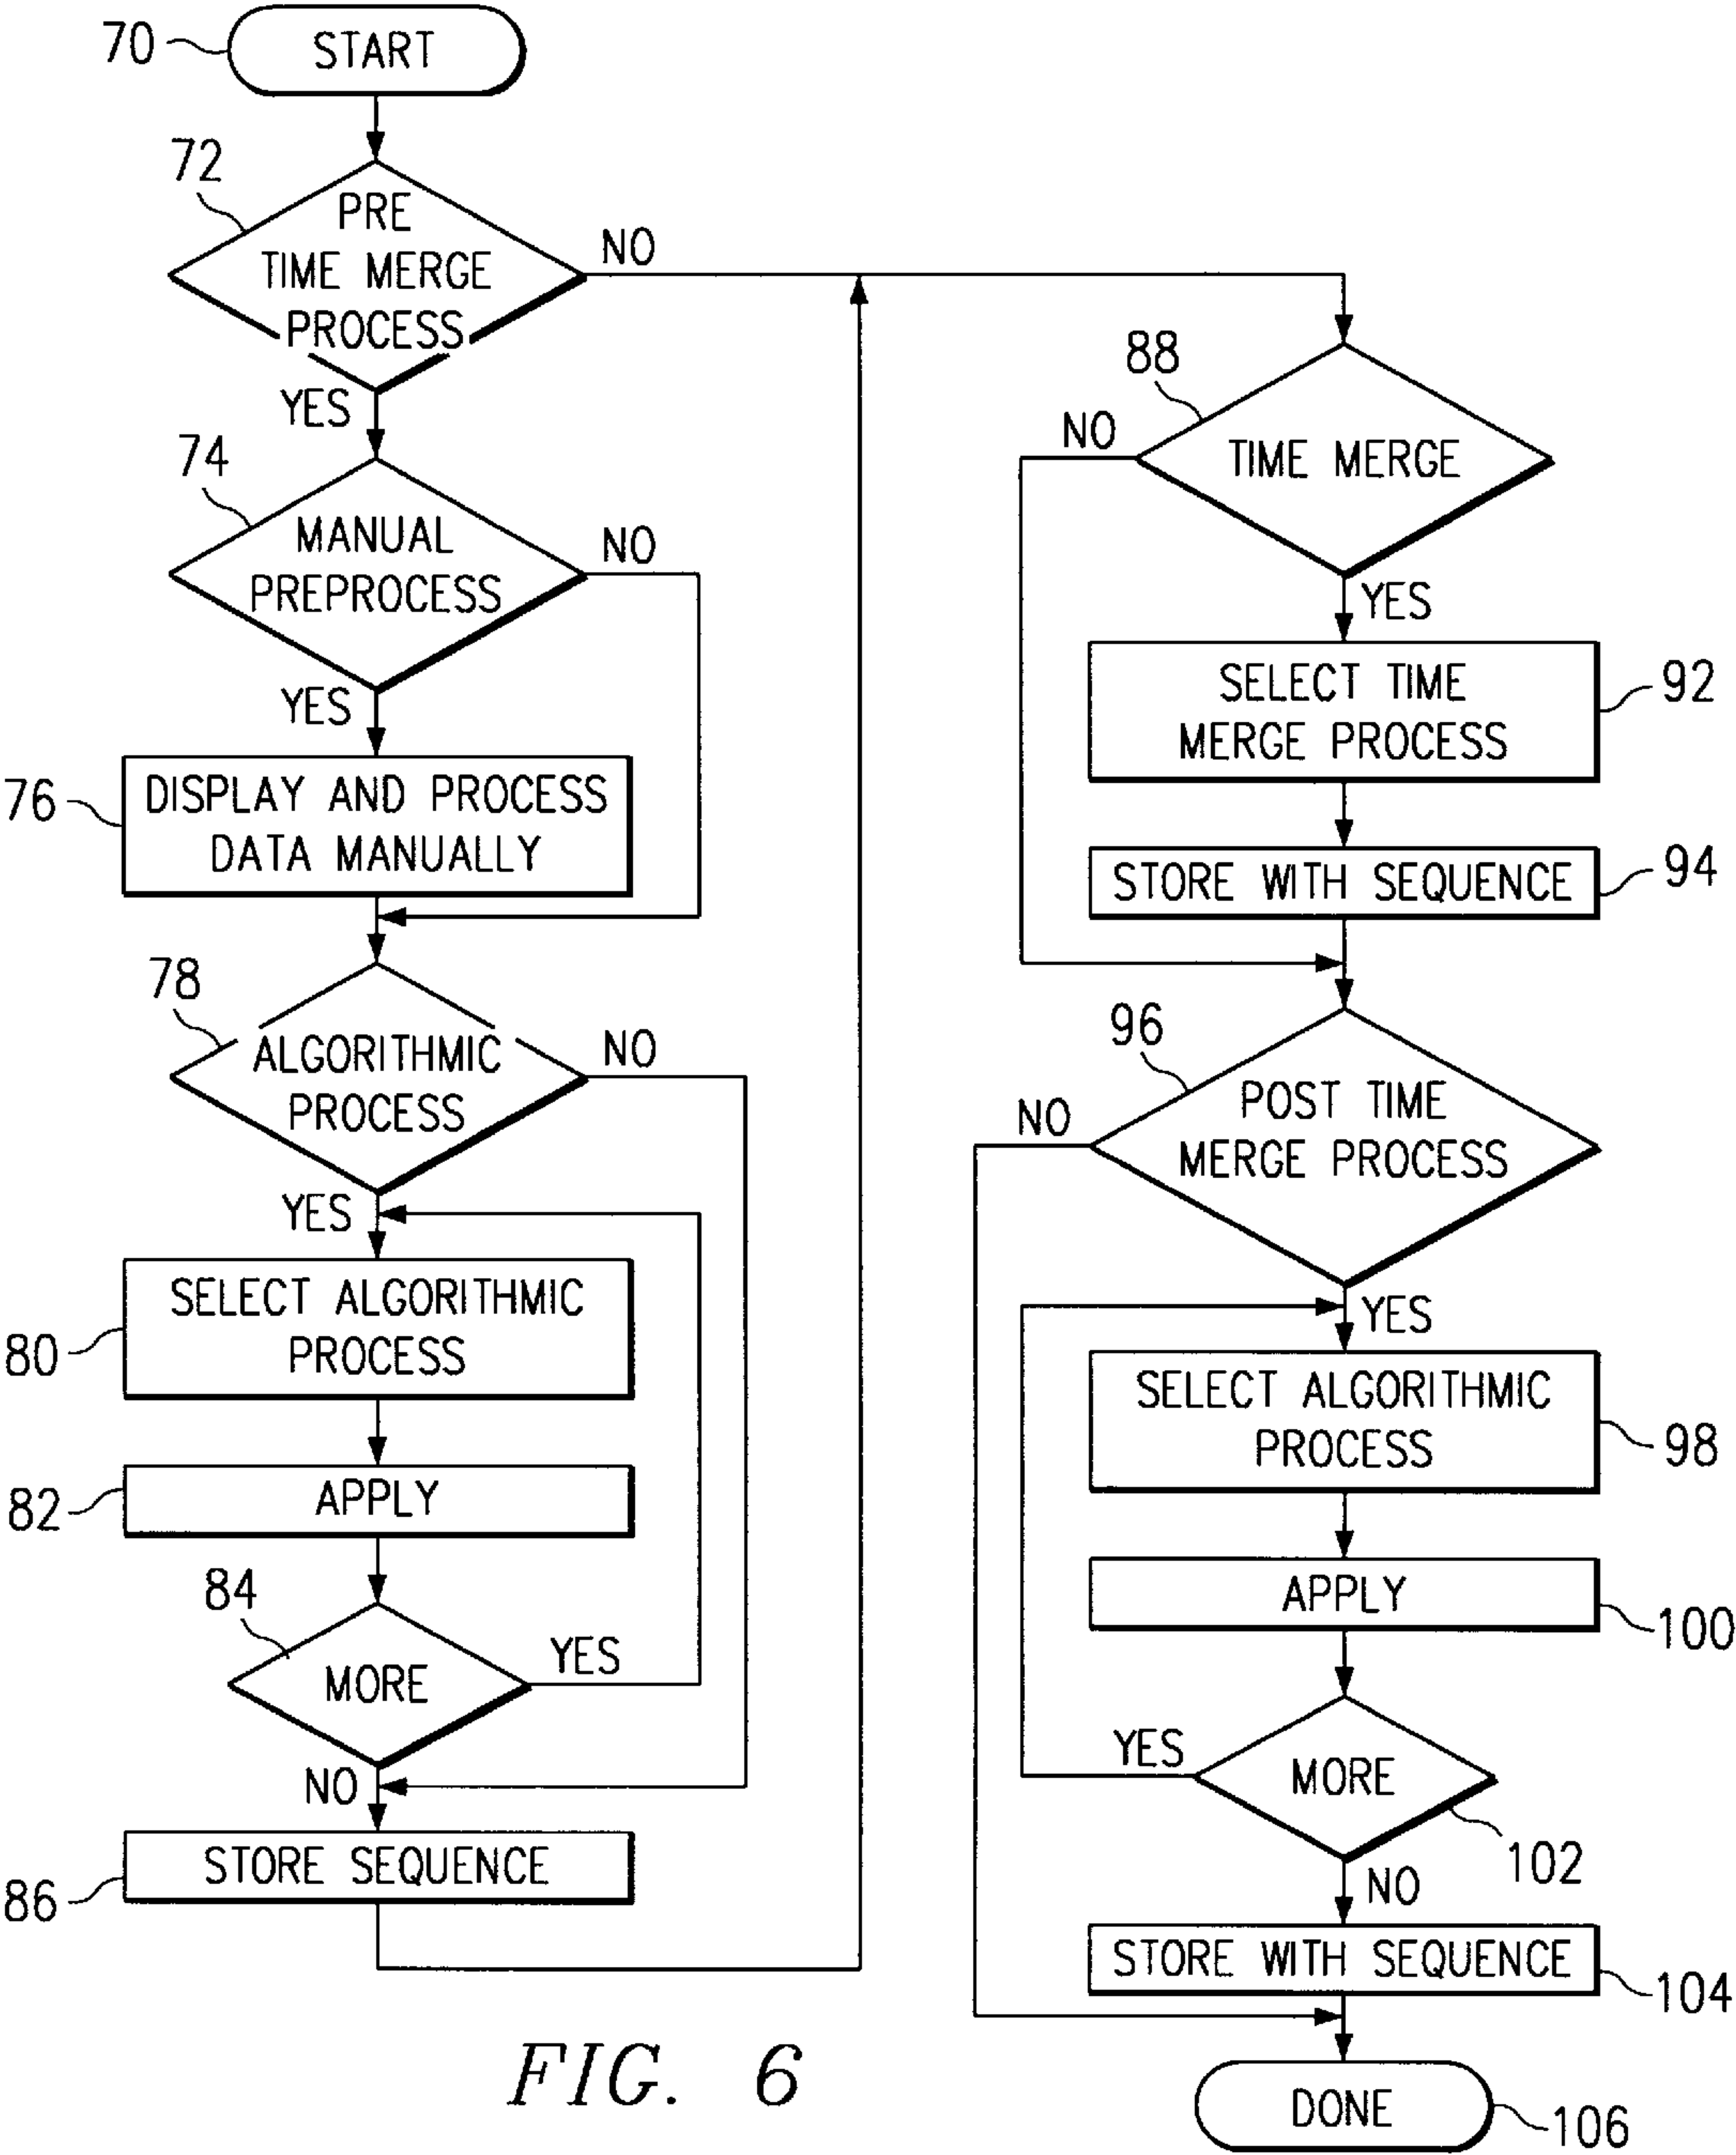 70
START
72
PRE
TIME MERGE
PROCESS
NO
YES
74
MANUAL
PREPROCESS
NO
YES
76
DISPLAY AND PROCESS
DATA MANUALLY
78
ALGORITHMIC
PROCESS
NO
YES
80
SELECT ALGORITHMIC
PROCESS
82
APPLY
84
MORE
YES
NO
86
STORE SEQUENCE
88
TIME MERGE
NO
YES
SELECT TIME
MERGE PROCESS
92
STORE WITH SEQUENCE
94
96
POST TIME
MERGE PROCESS
NO
YES
SELECT ALGORITHMIC
PROCESS
98
APPLY
100
YES
MORE
102
NO
STORE WITH SEQUENCE
104
DONE
106
FIG. 6